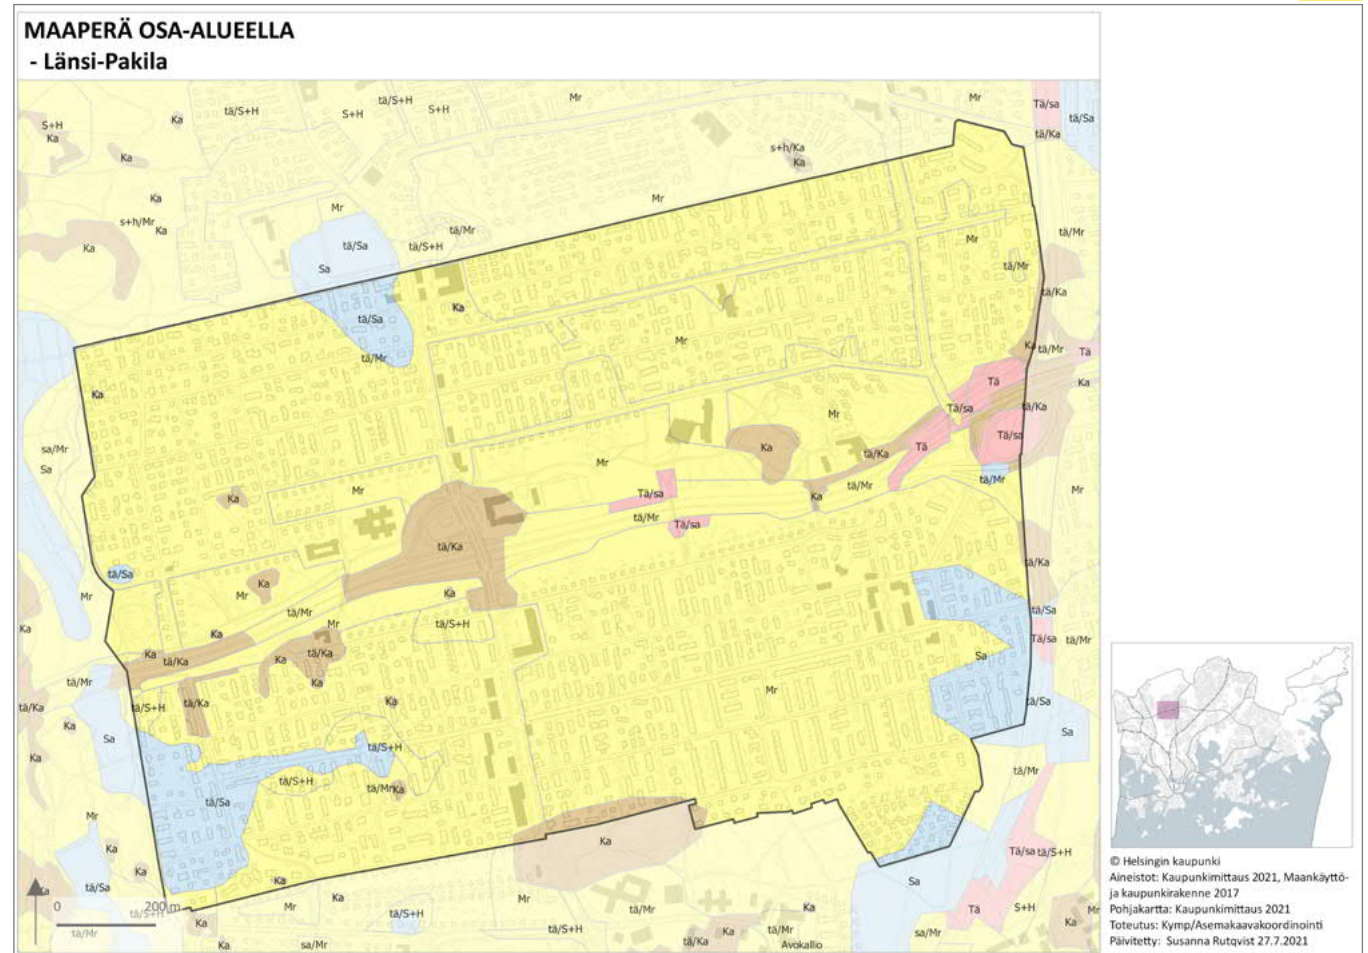 MAAPERÄ OSA-ALUEELLA
- Länsi-Pakila
Mr
Mr
tä/S+H
tä/S+H
S+H
S+H
Tä/sa
tä/Sa
S+H
Ka
Ka
tä/Ka
Ka
s+h/Ka
Ka
Ka
Mr
Mr
s+h/Mr
Ka
tä/Mr
tä/Mr
Ka
tä/Sa
tä/S+H
Mr
Sa
tä/Mr
tä/Ka
Ka
tä/Sa
Mr
Ka
tä/Mr
Tä
tä/Mr
Ka
Tä
Ka
Tä/sa
tä/Ka
Mr
Tä/sa
sa/Mr
Ka
Tä
Sa
Mr
tä/Ka
tä/Mr
tä/Mr
Mr
Ka
Mr
Tä/sa
Ka
tä/Mr
Tä/sa
tä/Ka
tä/Ka
tä/Sa
Ka
Mr
Mr
Ka
tä/Mr
tä/Sa
Mr
tä/S+H
Ka
Ka
Tä/sa
tä/Mr
Ka
tä/Ka
Ka
tä/Ka
Sa
tä/Mr
Ka
Mr
tä/Ka
tä/S+H
tä/Ka
Ka
tä/Sa
Ka
Sa
tä/S+H
Sa
Ka
tä/Mr
tä/S+H
tä/Mr
Ka
tä/Sa
Mr
Ka
Ka
Tä/sa
tä/S+H
Ka
Ka
Sa
Ka
tä/Sa
Ka
Mr
Ka
tä/Mr
Ka
Tä
S+H
Mr
0
200 m
tä/S+H
tä/S+H
Ka
Ka
tä/Mr
tä/S+H
Ka
tä/Mr
sa/Mr
Ka
sa/Mr
tä/Ka
Avokallio
© Helsingin kaupunki
Aineistot: Kaupunkimittaus 2021, Maankäyttö-
ja kaupunkirakenne 2017
Pohjakartta: Kaupunkimittaus 2021
Toteutus: Kymp/Asemakaavakoordinointi
Päivitetty: Susanna Rutqvist 27.7.2021